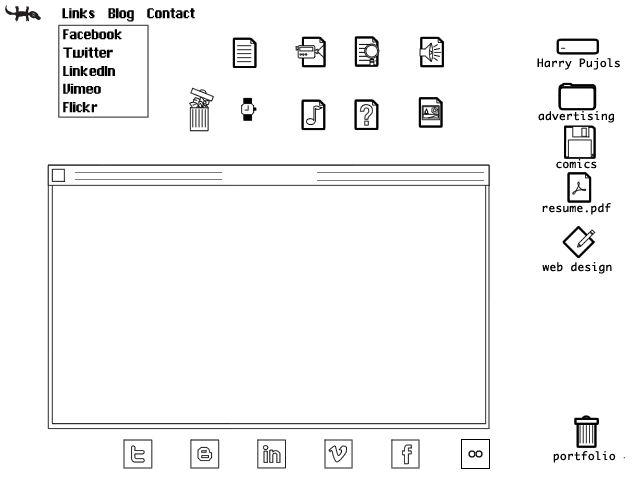 Links Blog Contact
Facebook
Twitter
LinkedIn
Vimeo
Flickr
Harry Pujols
advertising
comics
resume.pdf
web design
portfolio